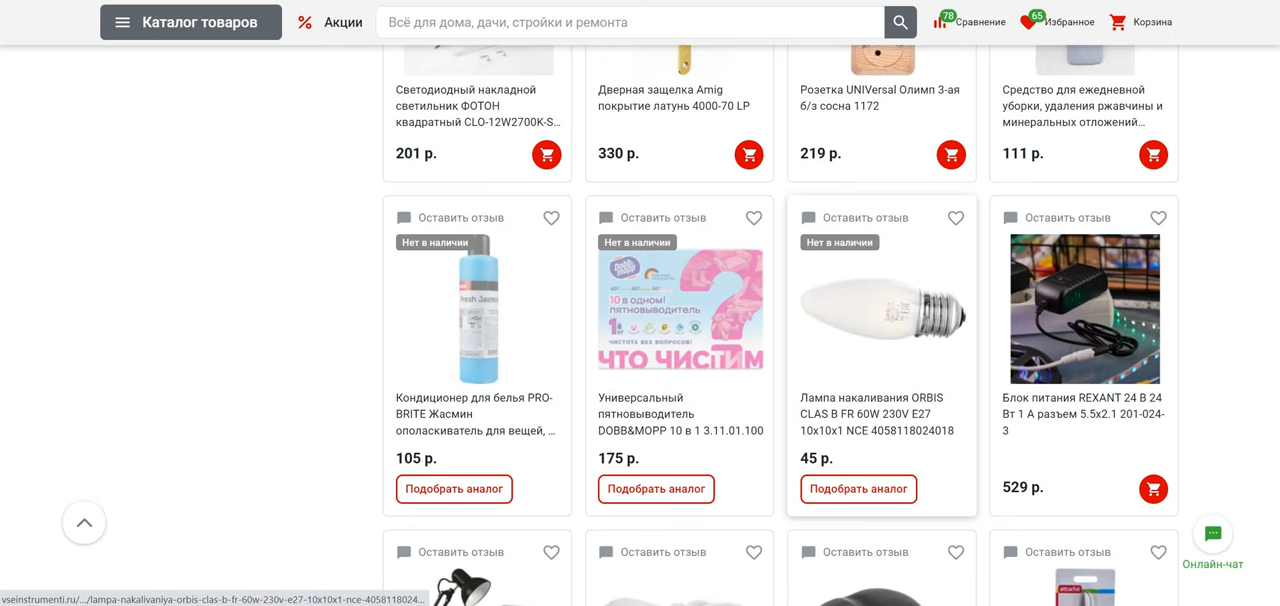 Каталог товаров
Акции
Всё для дома, дачи, стройки и ремонта
78
Сравнение
65
Избранное
Корзина
Светодиодный накладной
светильник ФОТОН
квадратный CLO-12W2700K-S...
201 р.
Дверная защелка Amig
покрытие латунь 4000-70 LP
330 р.
Розетка UNIVersal Олимп 3-ая
б/з сосна 1172
219 р.
Средство для ежедневной
уборки, удаления ржавчины и
минеральных отложений...
111 р.
Оставить отзыв
Нет в наличии
Fresh Jasmi
Кондиционер для белья PRO-
BRITE Жасмин
ополаскиватель для вещей, ...
105 р.
Подобрать аналог
Оставить отзыв
Нет в наличии
Dobb
mopp
10 в одном!
пятновыводитель
1 КГ
ЧИСТОТА БЕЗ ВОПРОСОВ!
ЧТО ЧИСТИМ
Универсальный
пятновыводитель
DOBB&MOPP 10 в 1 3.11.01.100
175 р.
Подобрать аналог
Оставить отзыв
Нет в наличии
Лампа накаливания ORBIS
CLAS B FR 60W 230V E27
10x10x1 NCE 4058118024018
45 р.
Подобрать аналог
Оставить отзыв
Блок питания REXANT 24 В 24
Вт 1 А разъем 5.5x2.1 201-024-
3
529 р.
Оставить отзыв
Оставить отзыв
Оставить отзыв
Оставить отзыв
attache
Онлайн-чат
vseinstrumenti.ru/.../lampa-nakalivaniya-orbis-clas-b-fr-60w-230v-e27-10x10x1-nce-4058118024...